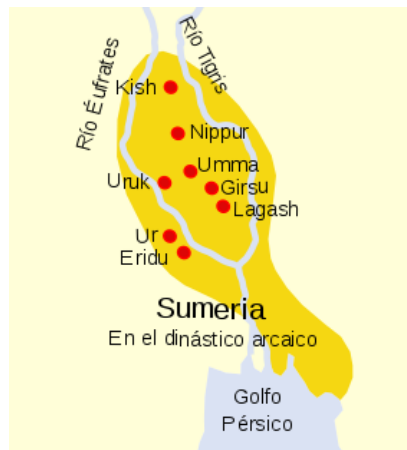 Río Éufrates
Río Tigris
Kish
Nippur
Umma
Uruk
Girsu
Lagash
Ur
Eridu
Sumeria
En el dinástico arcaico
Golfo
Pérsico